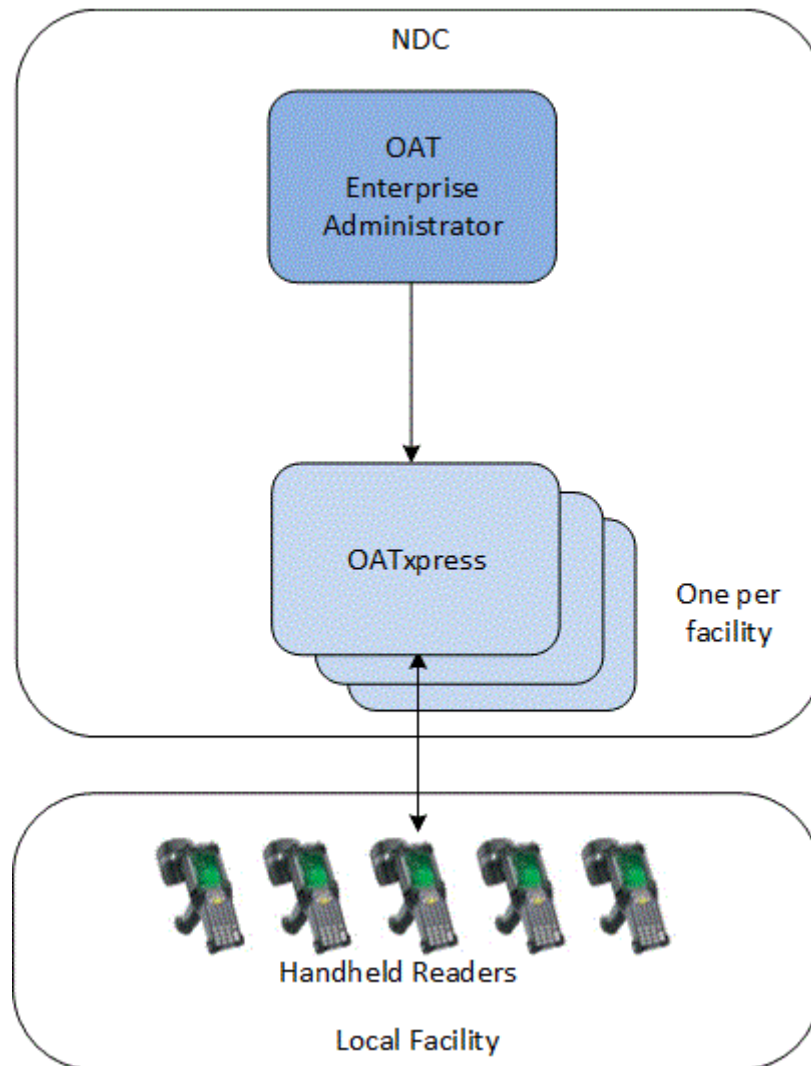 NDC
OAT
Enterprise
Administrator
OATxpress
One per
facility
Handheld Readers
Local Facility